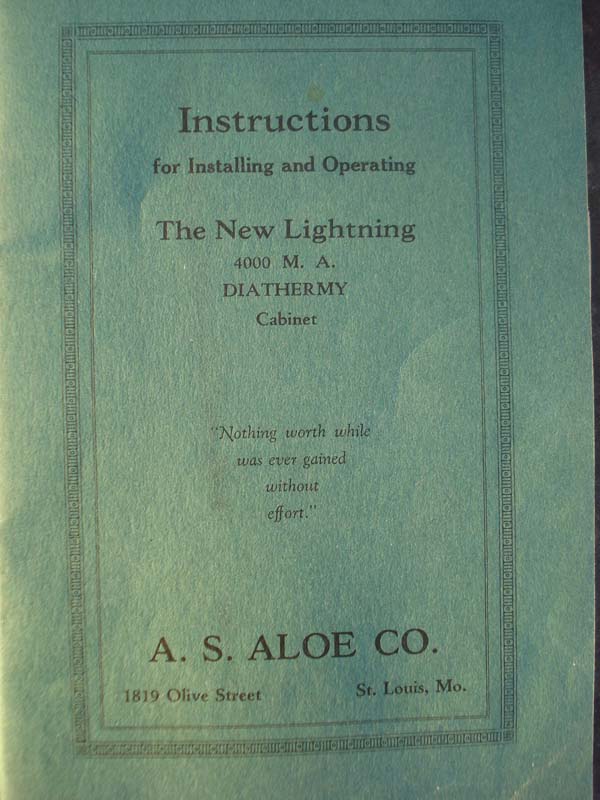 Instructions
for Installing and Operating
The New Lightning
4000 M. A.
DIATHERMY
Cabinet
"Nothing worth while
was ever gained
without
effort."
A. S. ALOE CO.
1819 Olive Street St. Louis, Mo.